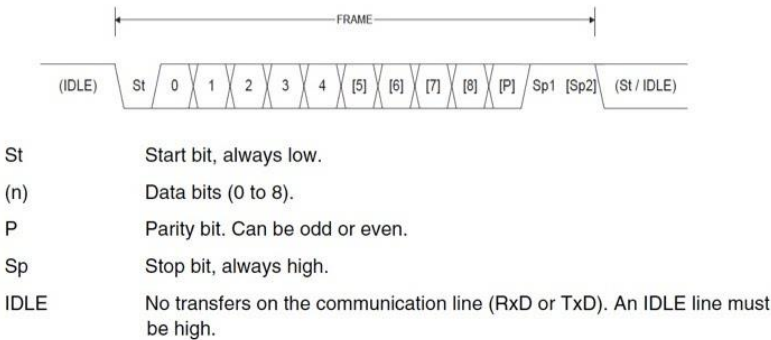 FRAME
(IDLE) St 0 1 2 3 4 [5] [6] [7] [8] [P] Sp1 [Sp2] (St / IDLE)
St Start bit, always low.
(n) Data bits (0 to 8).
P Parity bit. Can be odd or even.
Sp Stop bit, always high.
IDLE No transfers on the communication line (RxD or TxD). An IDLE line must
be high.